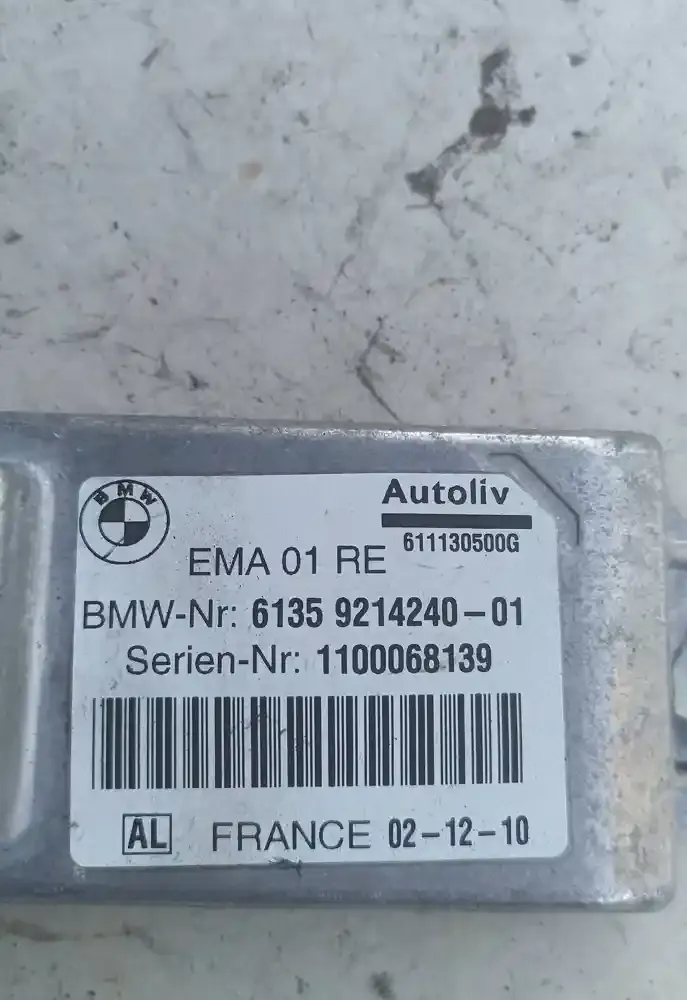 BMW
Autoliv
611130500G
EMA 01 RE
BMW-Nr: 6135 9214240-01
Serien-Nr: 1100068139
AL FRANCE 02-12-10